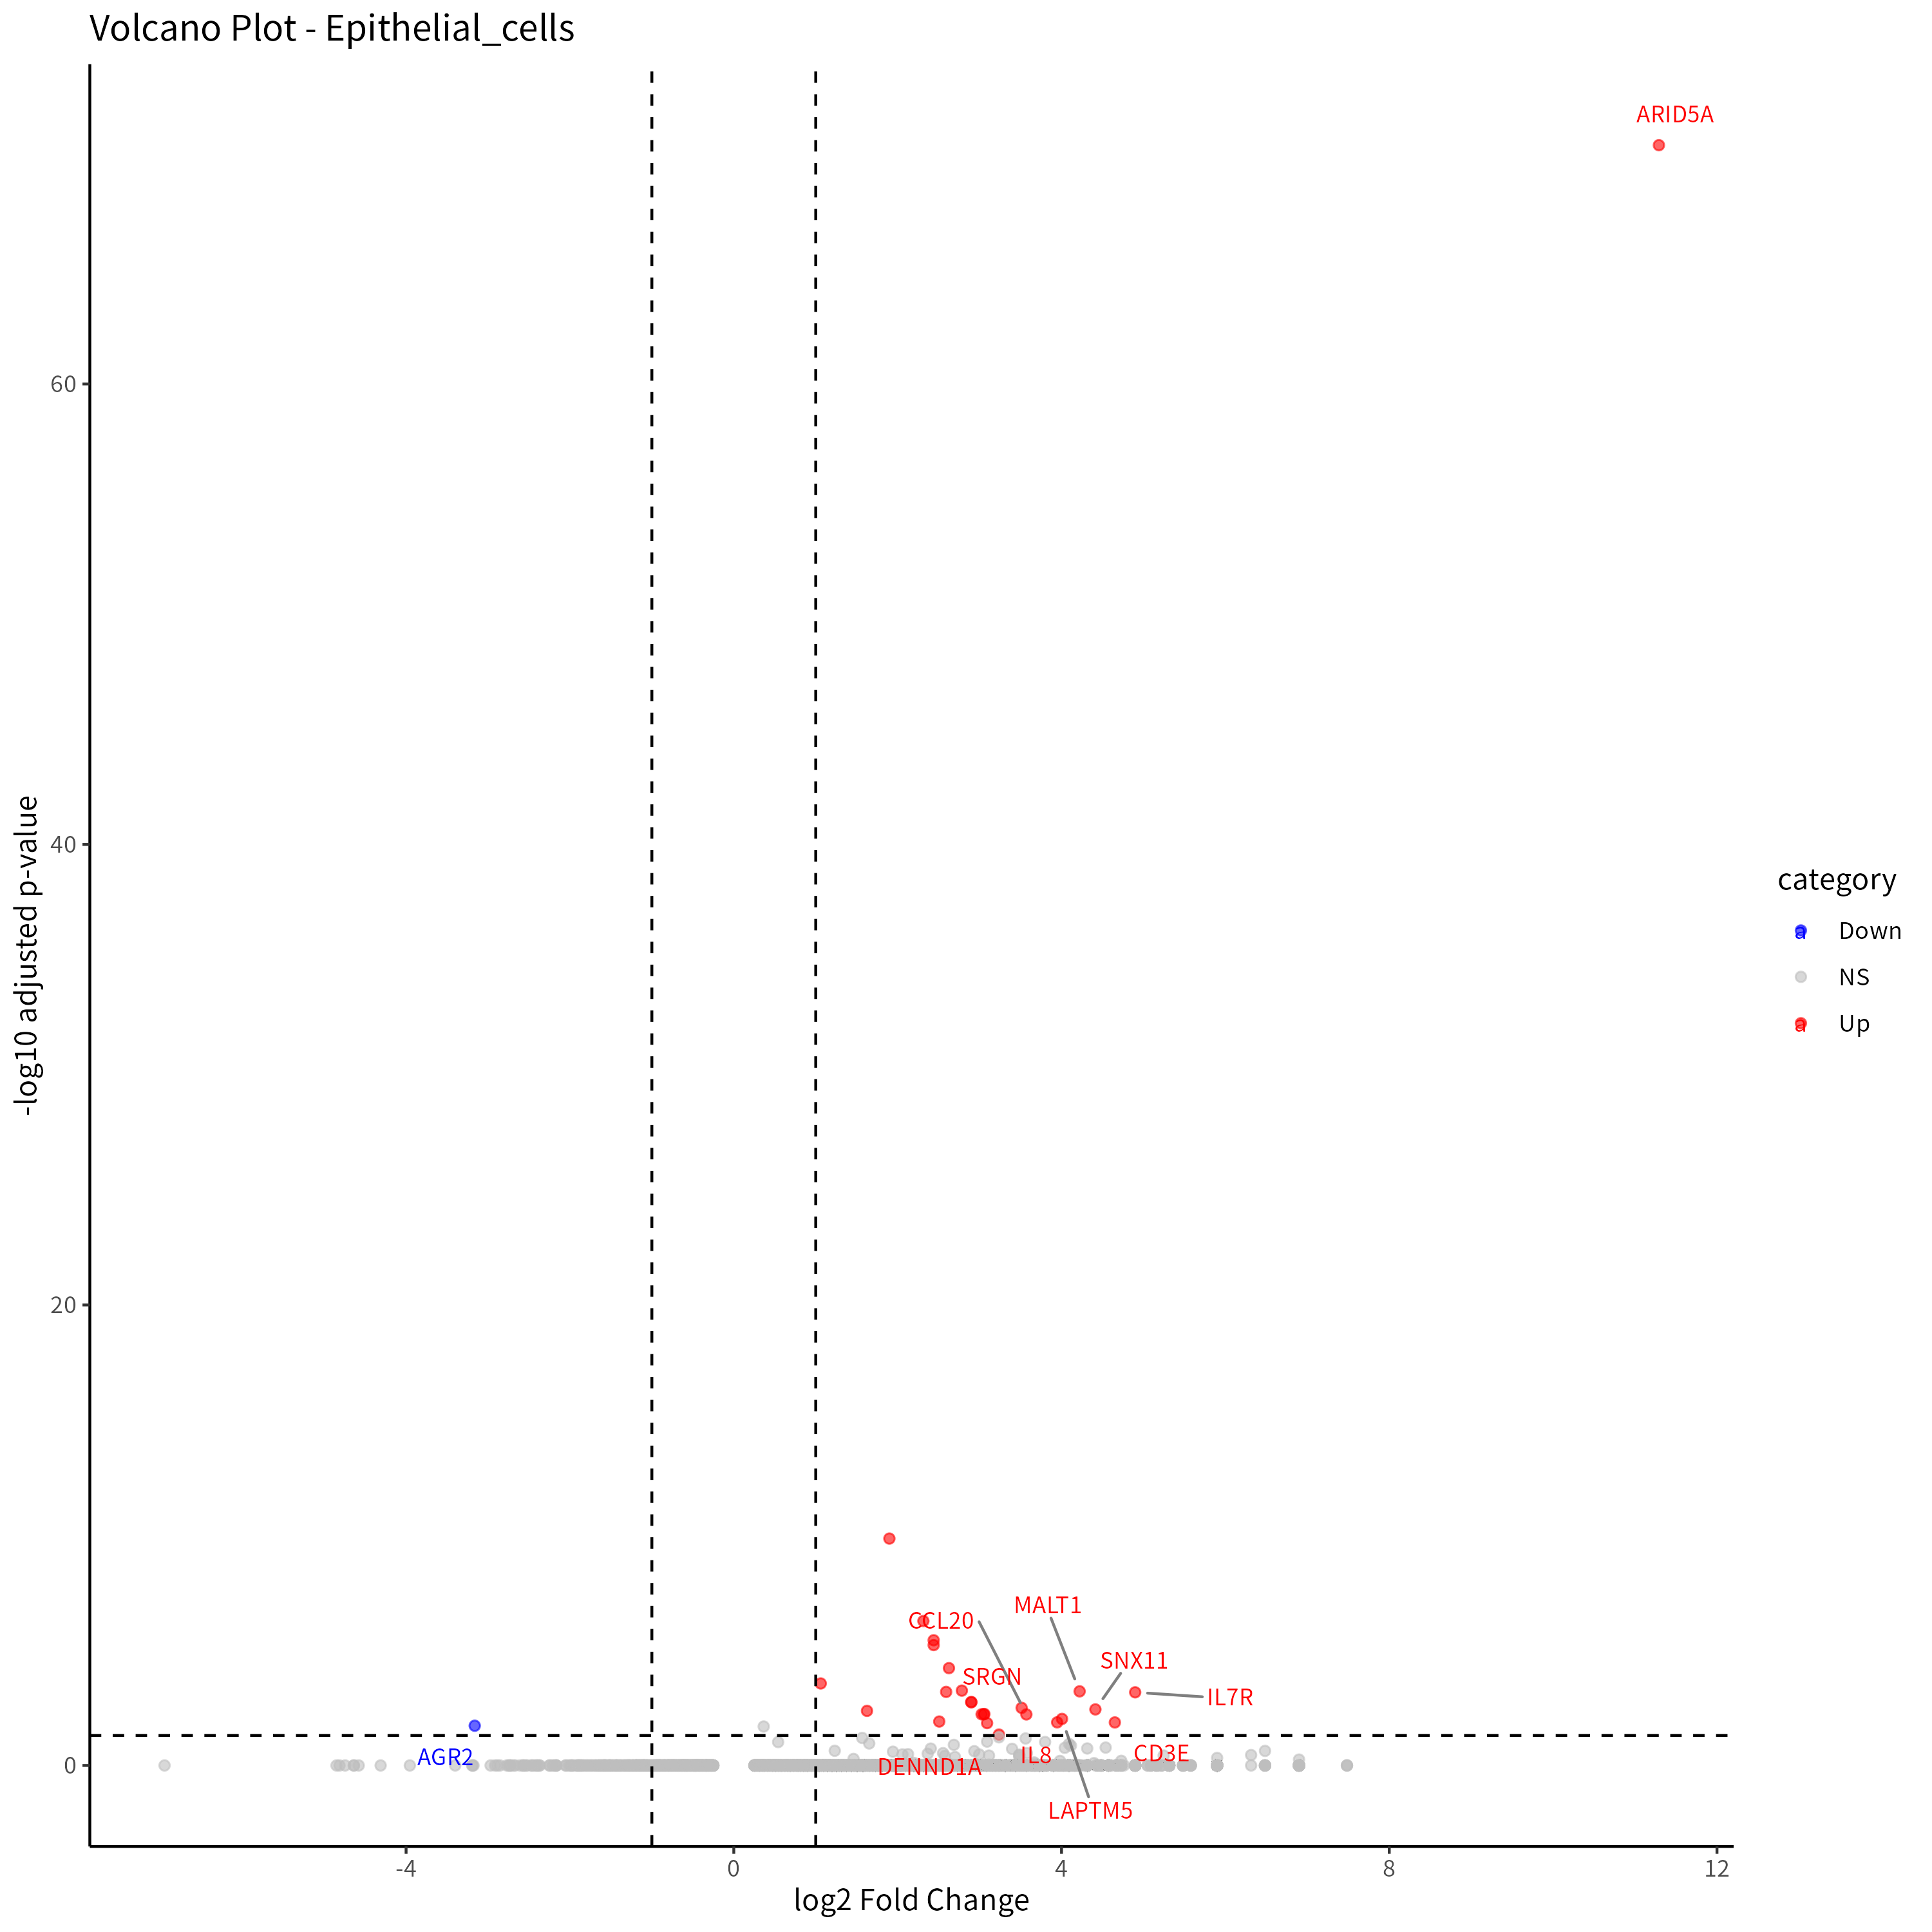 Volcano Plot - Epithelial_cells
ARID5A
60
40
20
0
-log10 adjusted p-value
CCL20
MALT1
SRGN
SNX11
IL7R
AGR2
DENND1A
IL8
CD3E
LAPTM5
-4
0
4
8
12
log2 Fold Change
category
a Down
NS
a Up